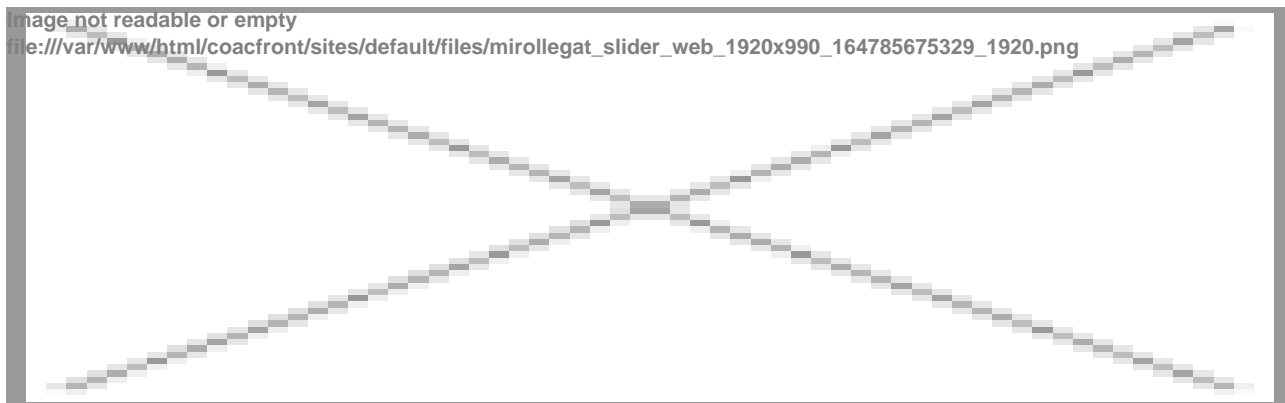 Image not readable or empty
file:///var/www/html/coacfront/sites/default/files/mirollegat_slider_web_1920x990_164785675329_1920.png